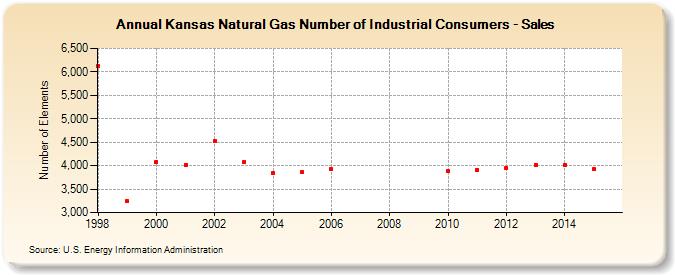 Annual Kansas Natural Gas Number of Industrial Consumers - Sales
Number of Elements
6,500
6,000
5,500
5,000
4,500
4,000
3,500
3,000
1998 2000 2002 2004 2006 2008 2010 2012 2014
Source: U.S. Energy Information Administration